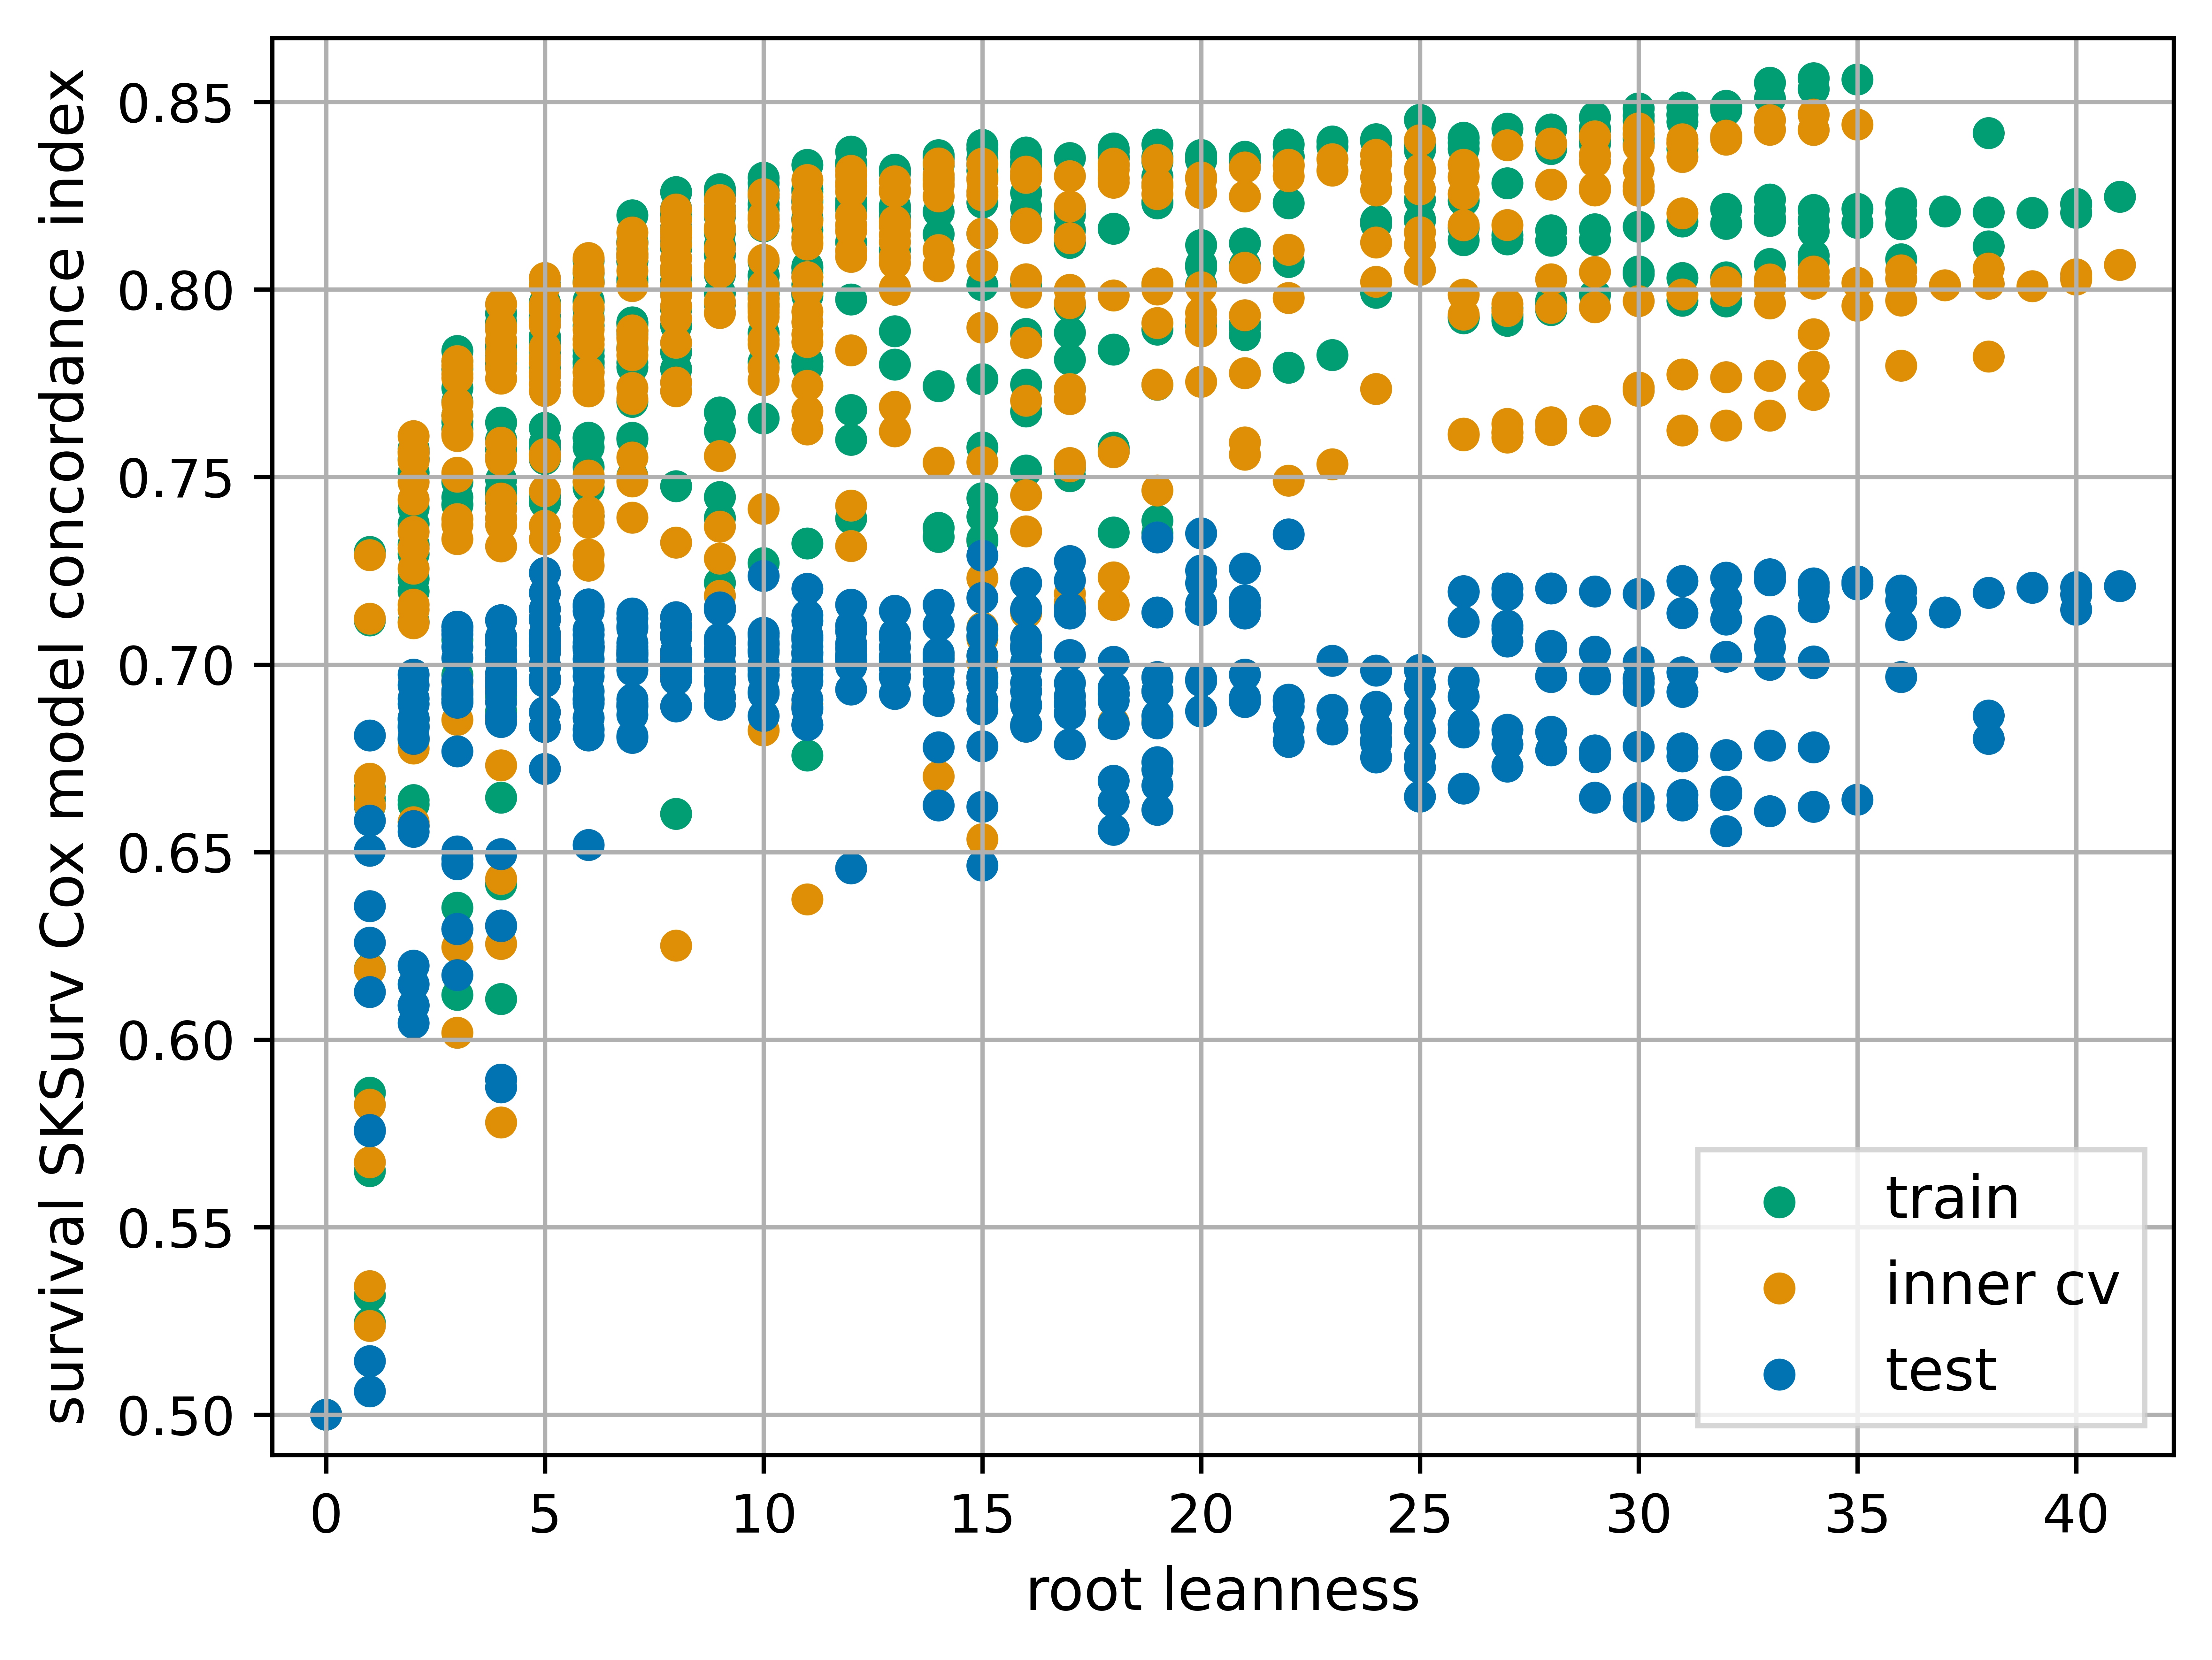 survival SKSurv Cox model concordance index
0.85
0.80
0.75
0.70
0.65
0.60
0.55
0.50
train
inner cv
test
0 5 10 15 20 25 30 35 40
root leanness